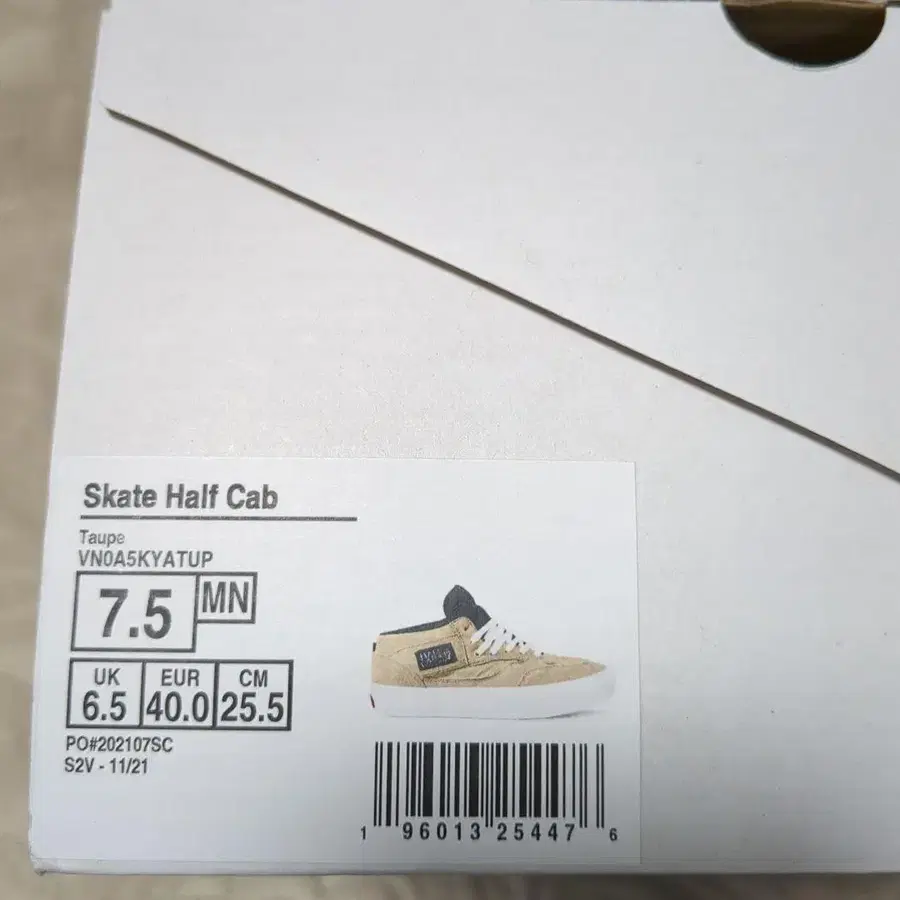 Skate Half Cab
Taupe
VN0A5KYATUP
7.5 MN
UK EUR CM
6.5 40.0 25.5
PO#202107SC
S2V - 11/21
1 96013 25447 6